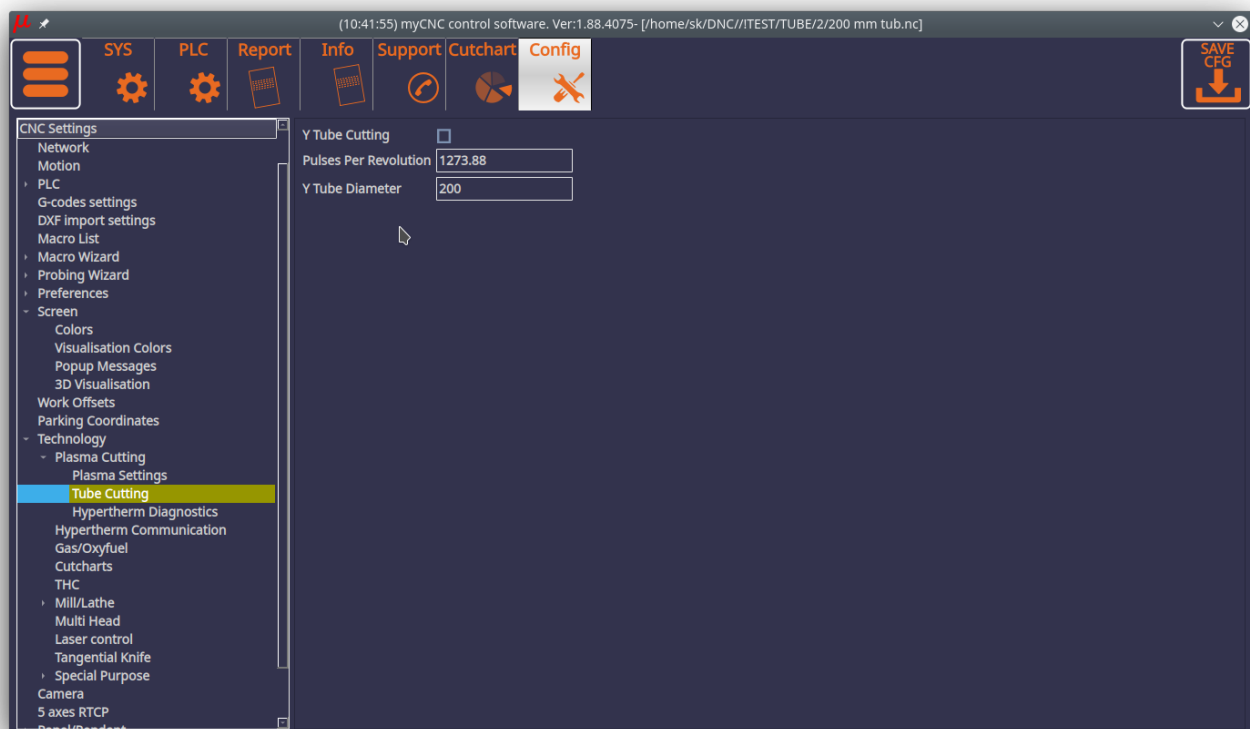 (10:41:55) myCNC control software. Ver:1.88.4075- [/home/sk/DNC//!TEST/TUBE/2/200 mm tub.nc]
SYS PLC Report Info Support Cutchart Config SAVE CFG
CNC Settings
Network
Motion
PLC
G-codes settings
DXF import settings
Macro List
Macro Wizard
Probing Wizard
Preferences
Screen
Colors
Visualisation Colors
Popup Messages
3D Visualisation
Work Offsets
Parking Coordinates
Technology
Plasma Cutting
Plasma Settings
Tube Cutting
Hypertherm Diagnostics
Hypertherm Communication
Gas/Oxyfuel
Cutcharts
THC
Mill/Lathe
Multi Head
Laser control
Tangential Knife
Special Purpose
Camera
5 axes RTCP
Y Tube Cutting
Pulses Per Revolution 1273.88
Y Tube Diameter 200